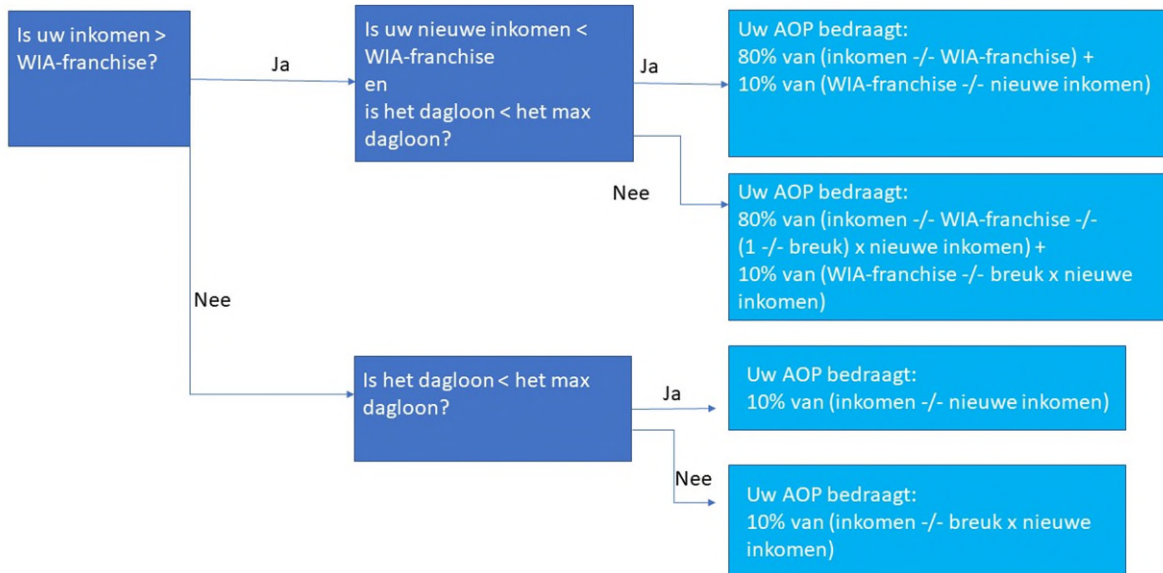 Is uw inkomen >
WIA-franchise?
Ja
Is uw nieuwe inkomen <
WIA-franchise
en
is het dagloon < het max
dagloon?
Ja
Uw AOP bedraagt:
80% van (inkomen -/- WIA-franchise) +
10% van (WIA-franchise -/- nieuwe inkomen)
Nee
Uw AOP bedraagt:
80% van (inkomen -/- WIA-franchise -/-
(1 -/- breuk) x nieuwe inkomen) +
10% van (WIA-franchise -/- breuk x nieuwe
inkomen)
Nee
Is het dagloon < het max
dagloon?
Ja
Uw AOP bedraagt:
10% van (inkomen -/- nieuwe inkomen)
Nee
Uw AOP bedraagt:
10% van (inkomen -/- breuk x nieuwe
inkomen)